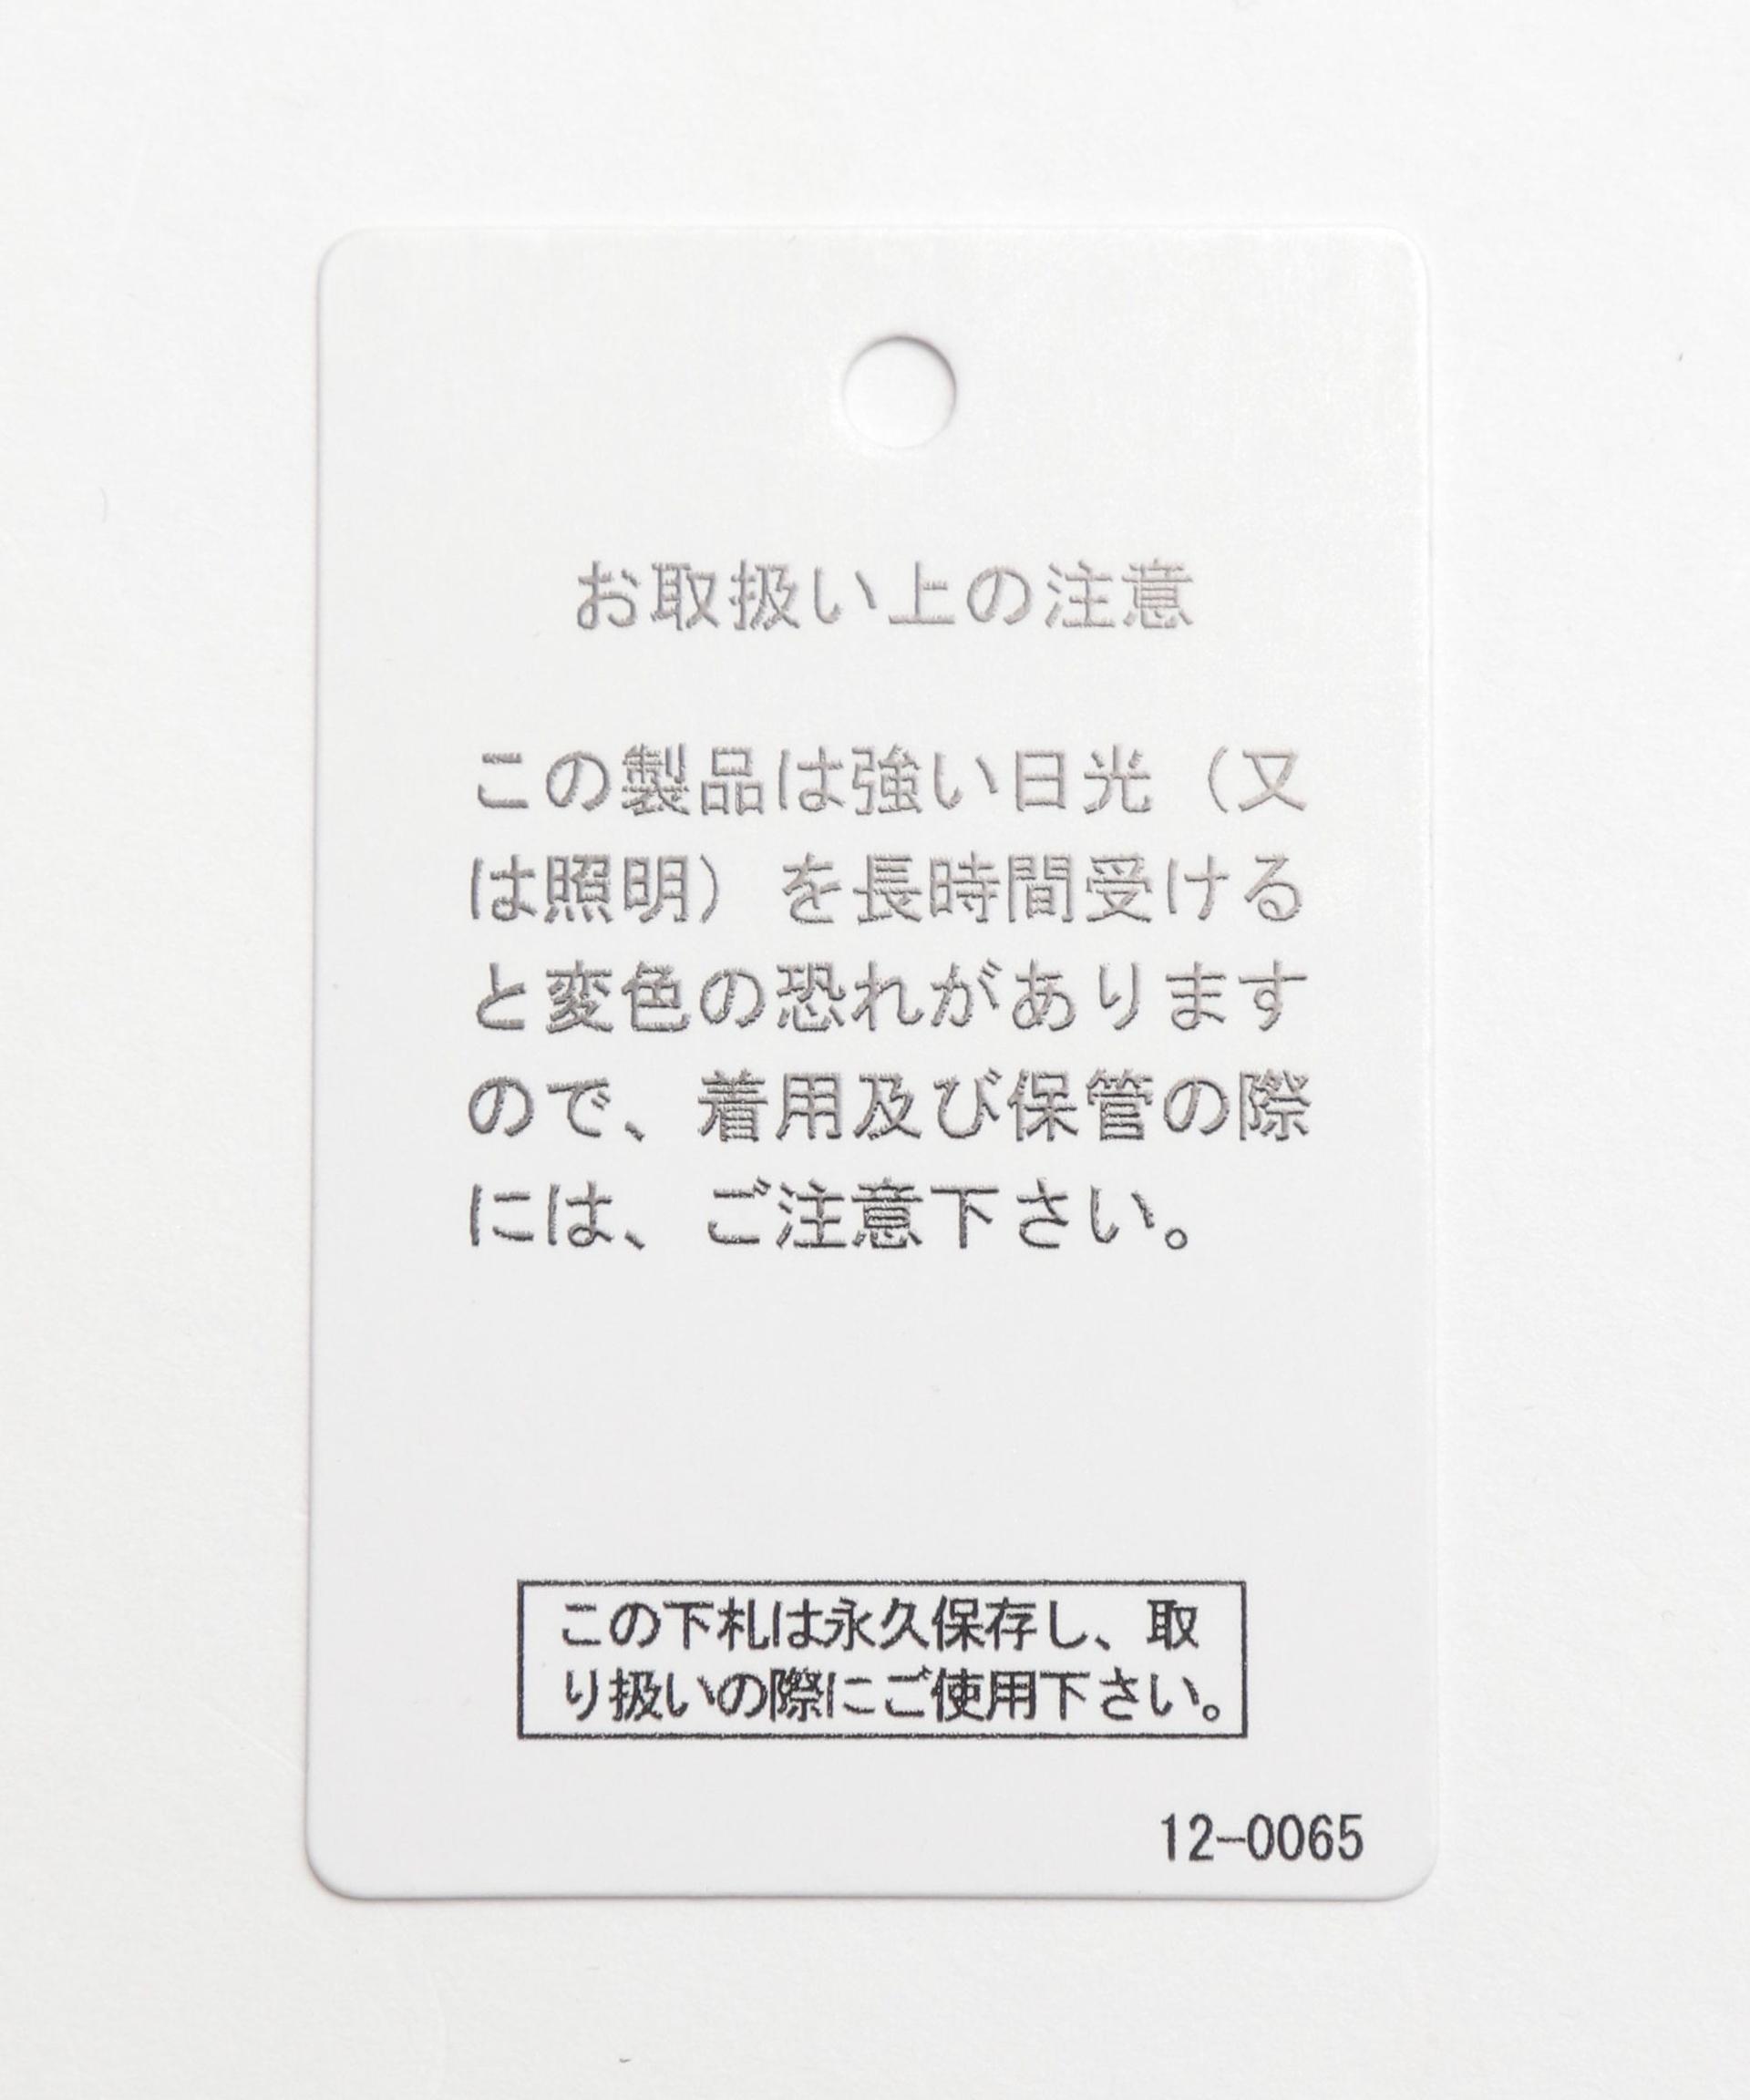 お取扱い上の注意
この製品は強い日光（又
は照明）を長時間受ける
と変色の恐れがあります
ので、着用及び保管の際
には、ご注意下さい。
この下札は永久保存し、取
り扱いの際にご使用下さい。
12-0065